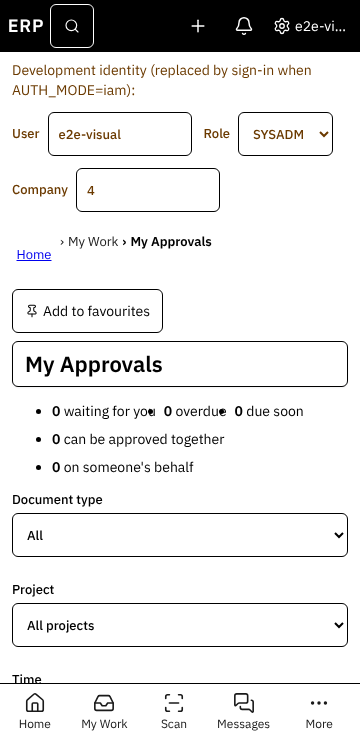 ERP e2e-vi...
Development identity (replaced by sign-in when
AUTH_MODE=iam):
User e2e-visual Role SYSADM
Company 4
Home › My Work › My Approvals
Add to favourites
My Approvals
0 waiting for you 0 overdue 0 due soon
0 can be approved together
0 on someone's behalf
Document type
All
Project
All projects
Time
Home My Work Scan Messages More